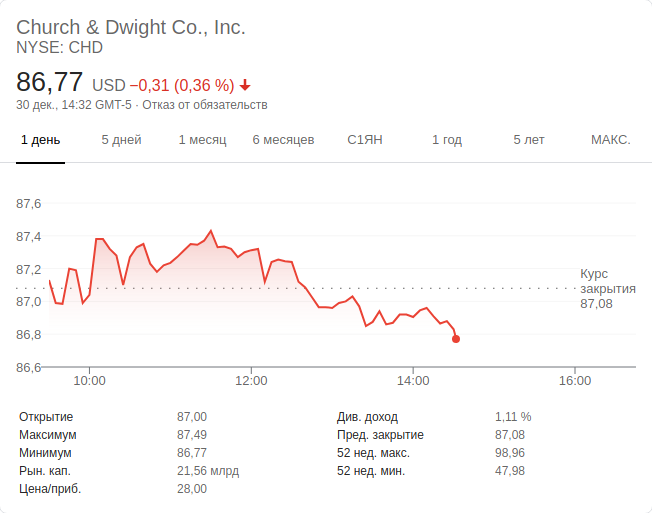 Church & Dwight Co., Inc.
NYSE: CHD
86,77 USD −0,31 (0,36 %)
30 дек., 14:32 GMT-5 · Отказ от обязательств
1 день 5 дней 1 месяц 6 месяцев С1ЯН 1 год 5 лет МАКС.
87,6
87,4
87,2
87,0
86,8
86,6
Курс
закрытия
87,08
10:00 12:00 14:00 16:00
Открытие 87,00 Див. доход 1,11 %
Максимум 87,49 Пред. закрытие 87,08
Минимум 86,77 52 нед. макс. 98,96
Рын. кап. 21,56 млрд 52 нед. мин. 47,98
Цена/приб. 28,00